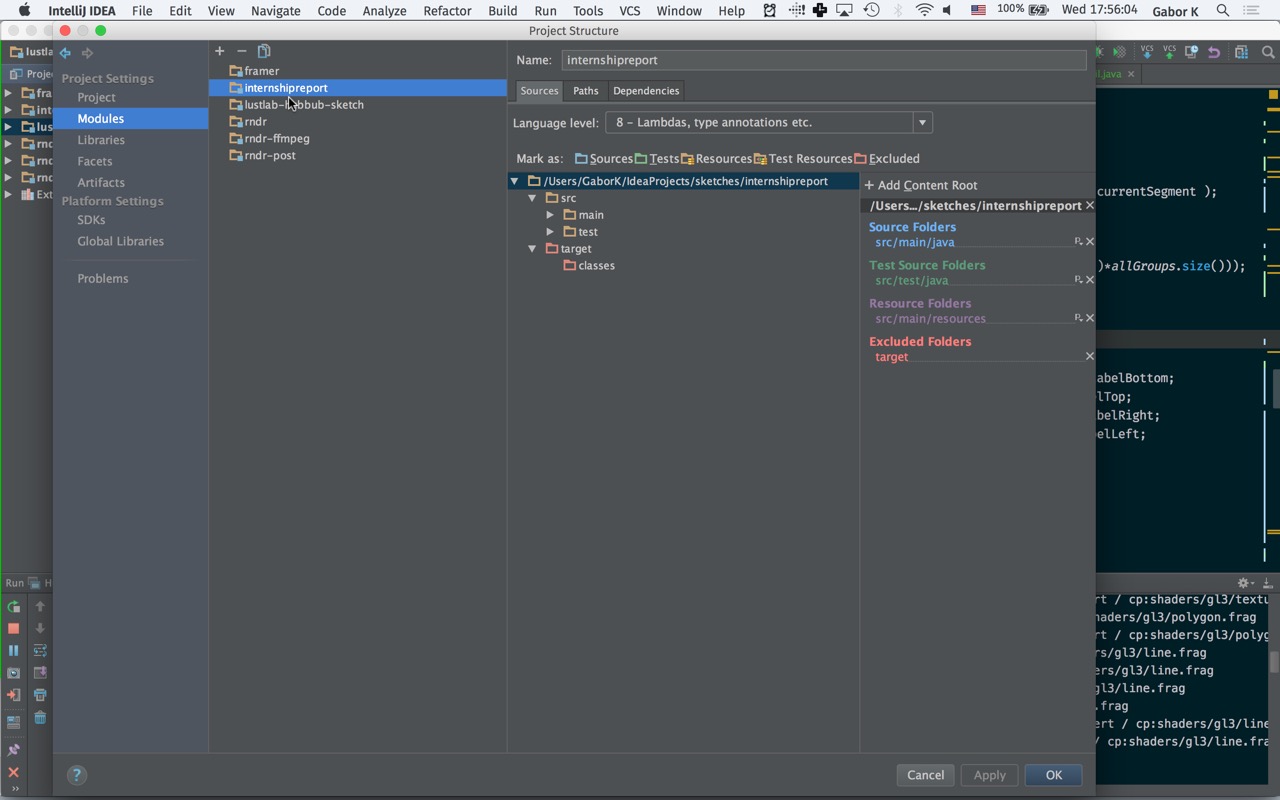 IntelliJ IDEA File Edit View Navigate Code Analyze Refactor Build Run Tools VCS Window Help 100% Wed 17:56:04 Gabor K
Project Structure
lustla
Proje
fra
int
lus
rnd
rnd
rnd
Ext
Project Settings
Project
Modules
Libraries
Facets
Artifacts
Platform Settings
SDKs
Global Libraries
Problems
framer
internshipreport
rndr
rndr-ffmpeg
rndr-post
Name: internshipreport
Sources Paths Dependencies
Language level: 8 – Lambdas, type annotations etc.
Mark as: Sources Tests Resources Test Resources Excluded
/Users/GaborK/IdeaProjects/sketches/internshipreport
src
main
test
target
classes
+ Add Content Root
/Users.../sketches/internshipreport
Source Folders
src/main/java
Test Source Folders
src/test/java
Resource Folders
src/main/resources
Excluded Folders
target
VCS VCS
.java
currentSegment );
)*allGroups.size()));
abelBottom;
lTop;
belRight;
elLeft;
Run H
rt / cp:shaders/gl3/textu
haders/gl3/polygon.frag
rt / cp:shaders/gl3/polyg
rs/gl3/line.frag
ers/gl3/line.frag
gl3/line.frag
.frag
ert / cp:shaders/gl3/line
/ cp:shaders/gl3/line.fra
? Cancel Apply OK